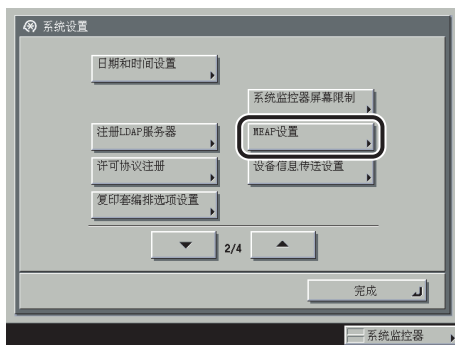 系统设置
日期和时间设置
系统监控器屏幕限制
注册LDAP服务器
MEAP设置
许可协议注册
设备信息传送设置
复印套编排选项设置
2/4
完成
系统监控器